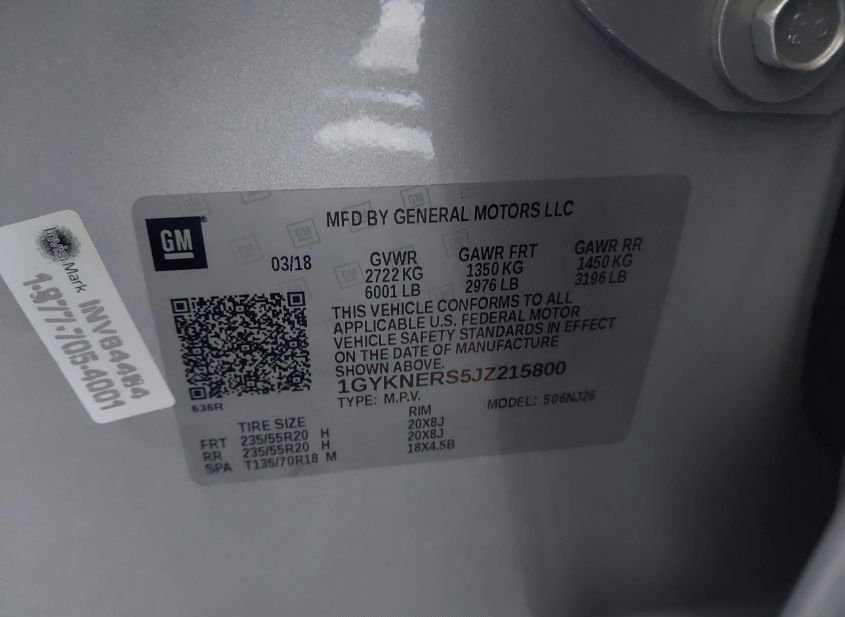 GM
MFD BY GENERAL MOTORS LLC
03/18
GVWR GAWR FRT GAWR RR
2722 KG 1350 KG 1450 KG
6001 LB 2976 LB 3196 LB
THIS VEHICLE CONFORMS TO ALL
APPLICABLE U.S. FEDERAL MOTOR
VEHICLE SAFETY STANDARDS IN EFFECT
ON THE DATE OF MANUFACTURE
SHOWN ABOVE.
1GYKNERS5JZ215800
TYPE: M.P.V. MODEL: 506NJ26
636R
TIRE SIZE RIM
FRT 235/55R20 H 20X8J
RR 235/55R20 H 20X8J
SPA T135/70R18 M 18X4.5B
InvisiMark
INV84484
1-977-705-4001